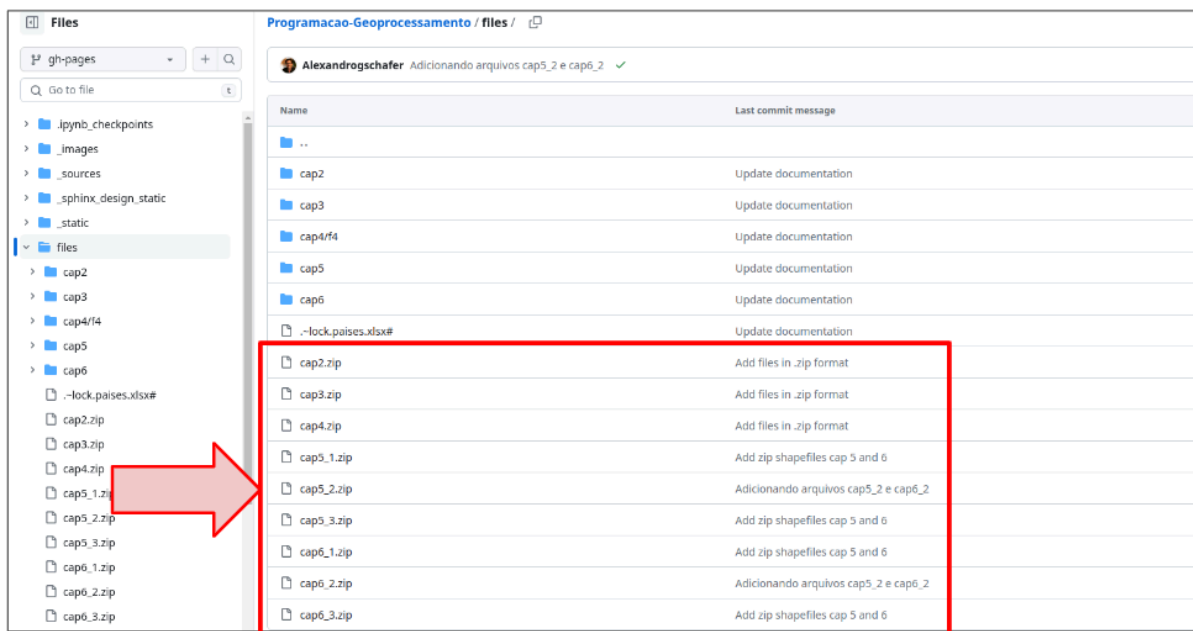 Files
gh-pages
Go to file
t
.ipynb_checkpoints
_images
_sources
_sphinx_design_static
_static
files
cap2
cap3
cap4/f4
cap5
cap6
.~lock.paises.xlsx#
cap2.zip
cap3.zip
cap4.zip
cap5_1.zip
cap5_2.zip
cap5_3.zip
cap6_1.zip
cap6_2.zip
cap6_3.zip
Programacao-Geoprocessamento / files /
Alexandrogschafer Adicionando arquivos cap5_2 e cap6_2
Name Last commit message
..
cap2 Update documentation
cap3 Update documentation
cap4/f4 Update documentation
cap5 Update documentation
cap6 Update documentation
.~lock.paises.xlsx# Update documentation
cap2.zip Add files in .zip format
cap3.zip Add files in .zip format
cap4.zip Add files in .zip format
cap5_1.zip Add zip shapefiles cap 5 and 6
cap5_2.zip Adicionando arquivos cap5_2 e cap6_2
cap5_3.zip Add zip shapefiles cap 5 and 6
cap6_1.zip Add zip shapefiles cap 5 and 6
cap6_2.zip Adicionando arquivos cap5_2 e cap6_2
cap6_3.zip Add zip shapefiles cap 5 and 6